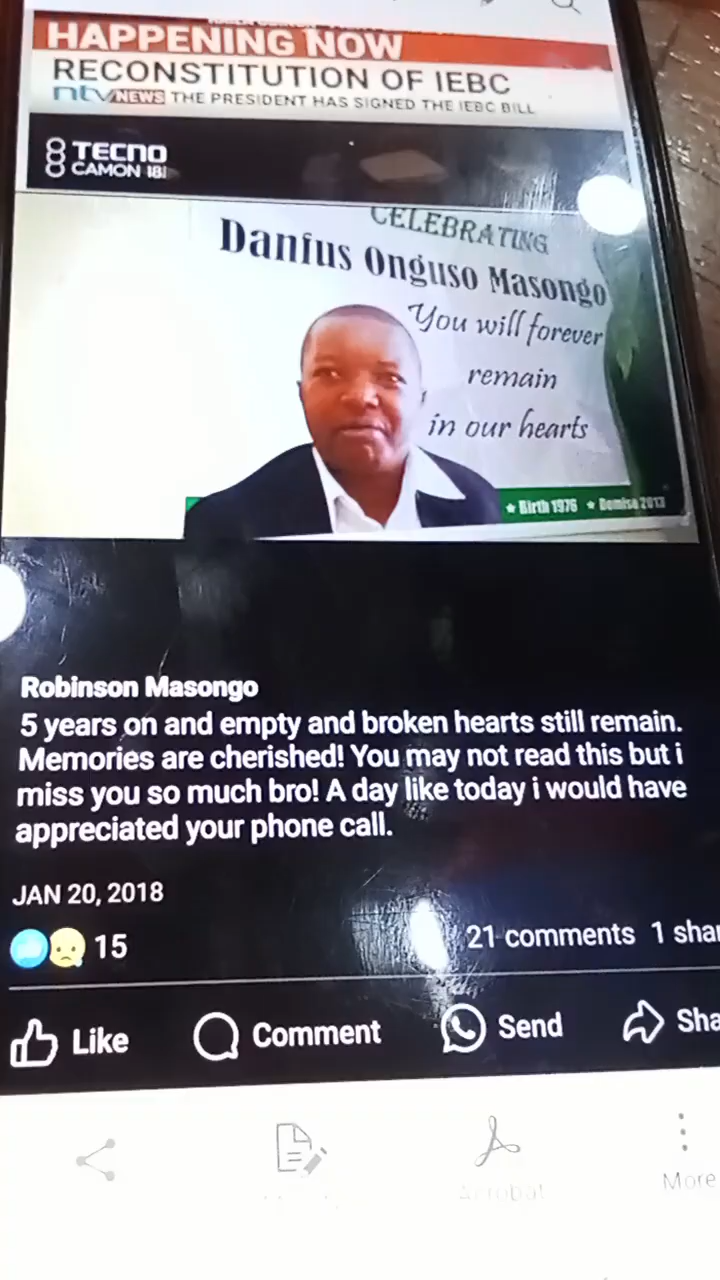 HAPPENING NOW
RECONSTITUTION OF IEBC
ntv NEWS THE PRESIDENT HAS SIGNED THE IEBC BILL
TECNO
CAMON 18i
CELEBRATING
Danfus Onguso Masongo
You will forever
remain
in our hearts
★ Birth 1976 ★ Demise 2013
Robinson Masongo
5 years on and empty and broken hearts still remain.
Memories are cherished! You may not read this but i
miss you so much bro! A day like today i would have
appreciated your phone call.
JAN 20, 2018
15 21 comments 1 shar
Like Comment Send Sha
Acrobat More